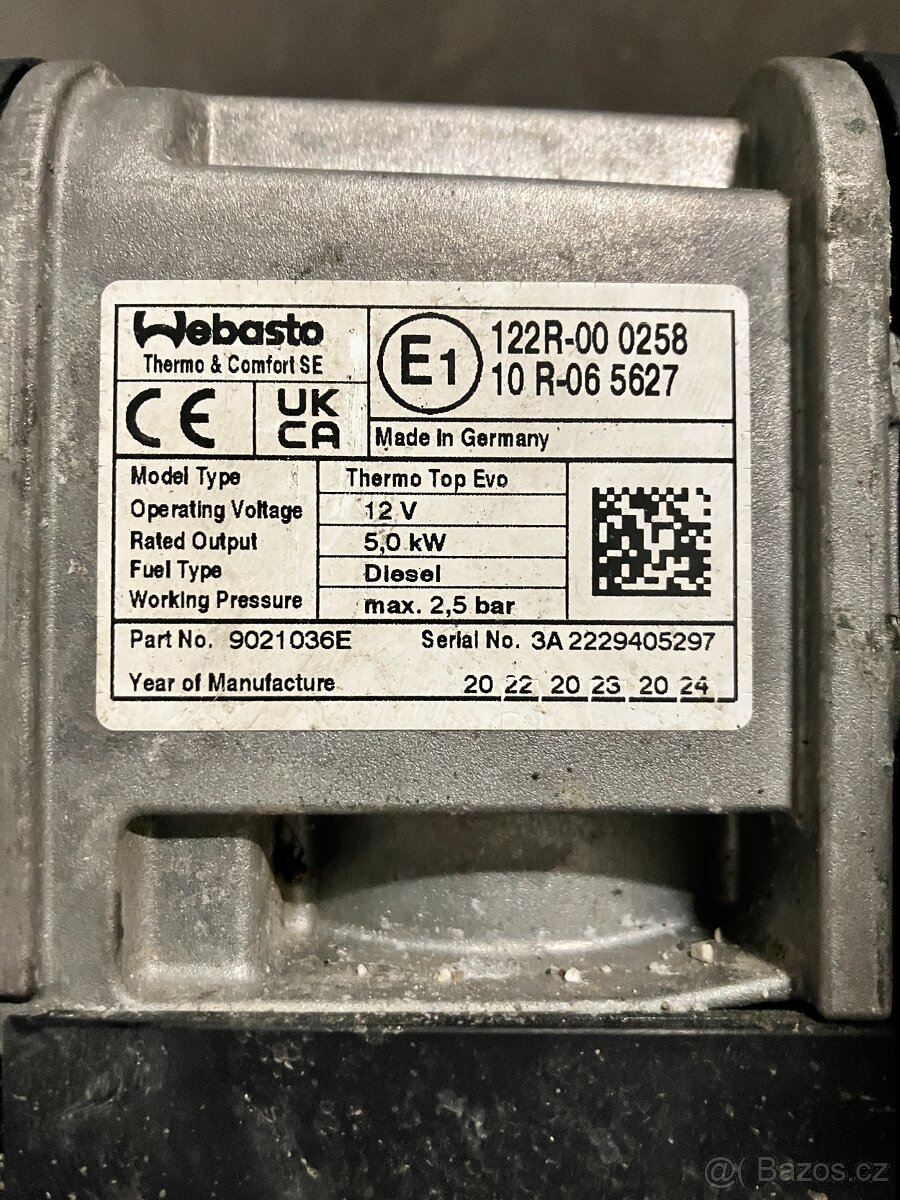 Webasto
Thermo & Comfort SE
E1
122R-00 0258
10 R-06 5627
CE
UK
CA
Made in Germany
Model Type Thermo Top Evo
Operating Voltage 12 V
Rated Output 5,0 kW
Fuel Type Diesel
Working Pressure max. 2,5 bar
Part No. 9021036E Serial No. 3A 2229405297
Year of Manufacture 20 22 20 23 20 24
@( Bazos.cz